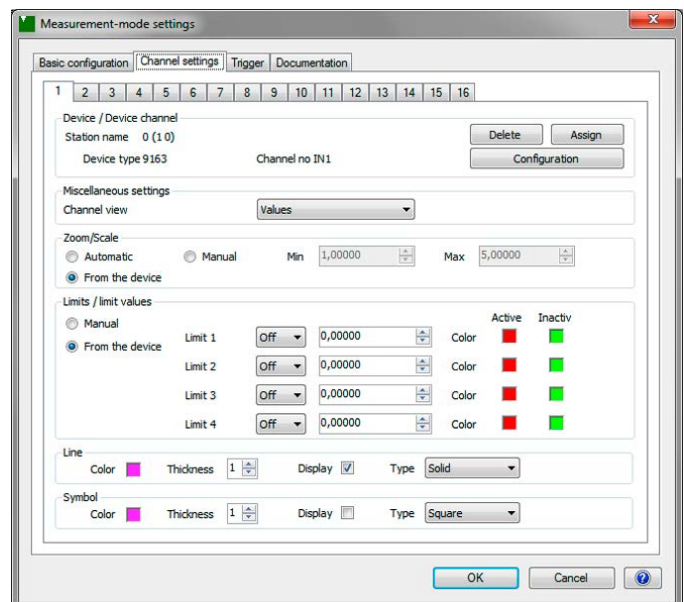 Measurement-mode settings
Basic configuration Channel settings Trigger Documentation
1 2 3 4 5 6 7 8 9 10 11 12 13 14 15 16
Device / Device channel
Station name 0 (1 0) Delete Assign
Device type 9163 Channel no IN1 Configuration
Miscellaneous settings
Channel view Values
Zoom/Scale
Automatic Manual Min 1,00000 Max 5,00000
From the device
Limits / limit values
Manual Active Inactiv
From the device Limit 1 Off 0,00000 Color
Limit 2 Off 0,00000 Color
Limit 3 Off 0,00000 Color
Limit 4 Off 0,00000 Color
Line
Color Thickness 1 Display Type Solid
Symbol
Color Thickness 1 Display Type Square
OK Cancel ?